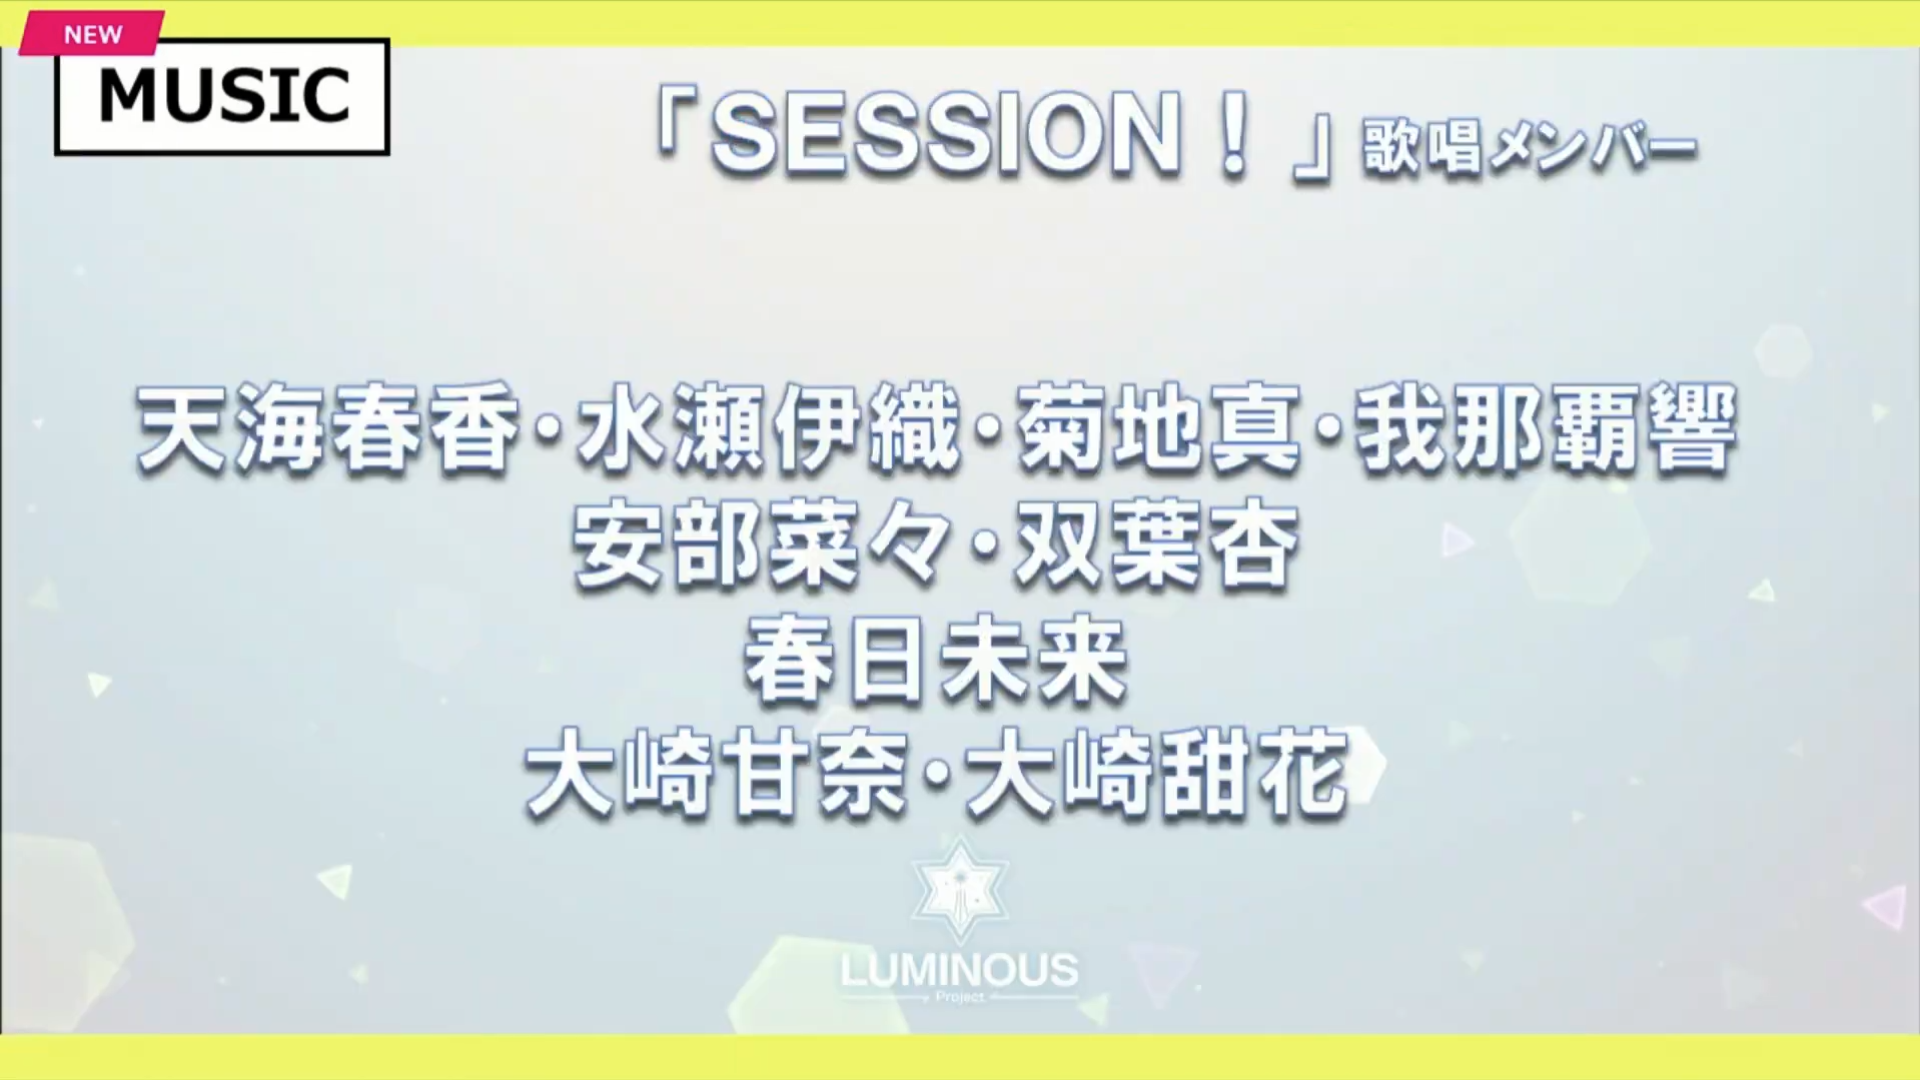 NEW
MUSIC
「SESSION！」歌唱メンバー
天海春香・水瀬伊織・菊地真・我那覇響
安部菜々・双葉杏
春日未来
大崎甘奈・大崎甜花
LUMINOUS
Project